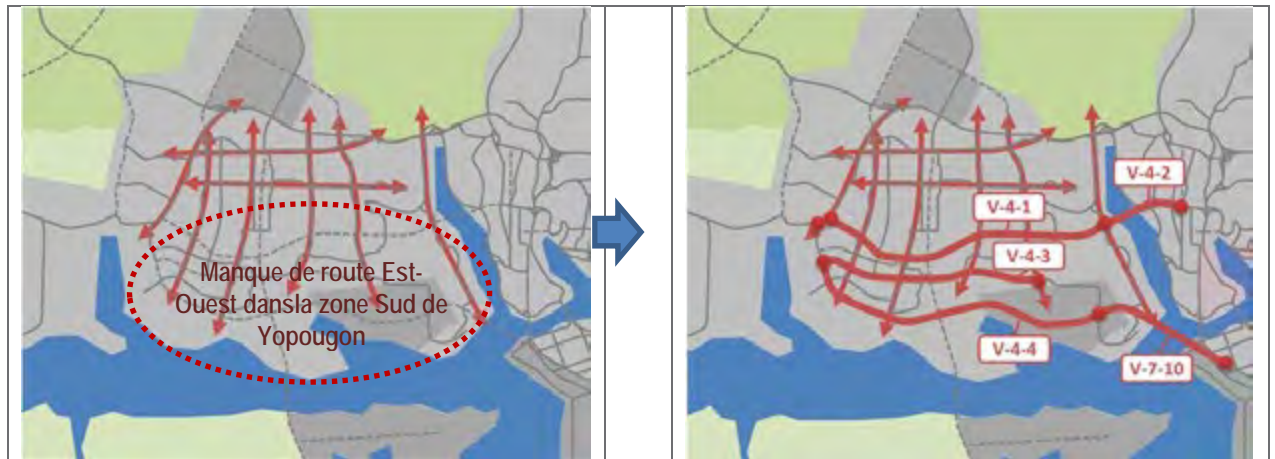 Manque de route Est-
Ouest dansla zone Sud de
Yopougon
V-4-2
V-4-1
V-4-3
V-4-4
V-7-10